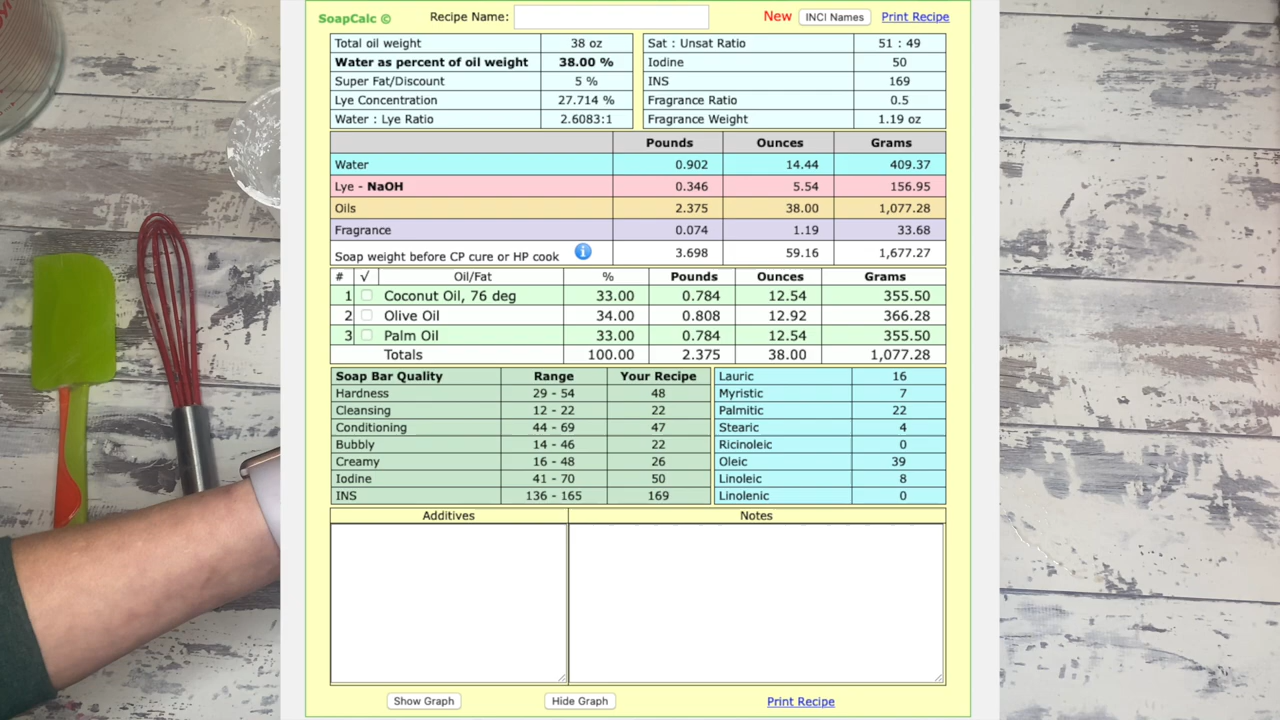 SoapCalc © Recipe Name: New INCI Names Print Recipe
Total oil weight 38 oz Sat : Unsat Ratio 51 : 49
Water as percent of oil weight 38.00 % Iodine 50
Super Fat/Discount 5 % INS 169
Lye Concentration 27.714 % Fragrance Ratio 0.5
Water : Lye Ratio 2.6083:1 Fragrance Weight 1.19 oz
Pounds Ounces Grams
Water 0.902 14.44 409.37
Lye - NaOH 0.346 5.54 156.95
Oils 2.375 38.00 1,077.28
Fragrance 0.074 1.19 33.68
Soap weight before CP cure or HP cook i 3.698 59.16 1,677.27
# √ Oil/Fat % Pounds Ounces Grams
1 Coconut Oil, 76 deg 33.00 0.784 12.54 355.50
2 Olive Oil 34.00 0.808 12.92 366.28
3 Palm Oil 33.00 0.784 12.54 355.50
Totals 100.00 2.375 38.00 1,077.28
Soap Bar Quality Range Your Recipe Lauric 16
Hardness 29 - 54 48 Myristic 7
Cleansing 12 - 22 22 Palmitic 22
Conditioning 44 - 69 47 Stearic 4
Bubbly 14 - 46 22 Ricinoleic 0
Creamy 16 - 48 26 Oleic 39
Iodine 41 - 70 50 Linoleic 8
INS 136 - 165 169 Linolenic 0
Additives Notes
Show Graph Hide Graph Print Recipe